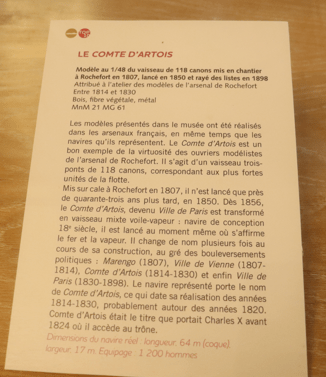 LE COMTE D'ARTOIS
Modèle au 1/48 du vaisseau de 118 canons mis en chantier
à Rochefort en 1807, lancé en 1850 et rayé des listes en 1898
Attribué à l'atelier des modèles de l'arsenal de Rochefort
Entre 1814 et 1830
Bois, fibre végétale, métal
MnM 21 MG 61
Les modèles présentés dans le musée ont été réalisés
dans les arsenaux français, en même temps que les
navires qu'ils représentent. Le Comte d'Artois est un
bon exemple de la virtuosité des ouvriers modélistes
de l'arsenal de Rochefort. Il s'agit d'un vaisseau trois-
ponts de 118 canons, correspondant aux plus fortes
unités de la flotte.
Mis sur cale à Rochefort en 1807, il n'est lancé que près
de quarante-trois ans plus tard, en 1850. Dès 1856,
le Comte d'Artois, devenu Ville de Paris est transformé
en vaisseau mixte voile-vapeur : navire de conception
18e siècle, il est lancé au moment même où s'affirme
le fer et la vapeur. Il change de nom plusieurs fois au
cours de sa construction, au gré des bouleversements
politiques : Marengo (1807), Ville de Vienne (1807-
1814), Comte d'Artois (1814-1830) et enfin Ville de
Paris (1830-1898). Le navire représenté porte le nom
de Comte d'Artois, ce qui date sa réalisation des années
1814-1830, probablement autour des années 1820.
Comte d'Artois était le titre que portait Charles X avant
1824 où il accède au trône.
Dimensions du navire réel : longueur: 64 m (coque),
largeur: 17 m. Equipage : 1 200 hommes